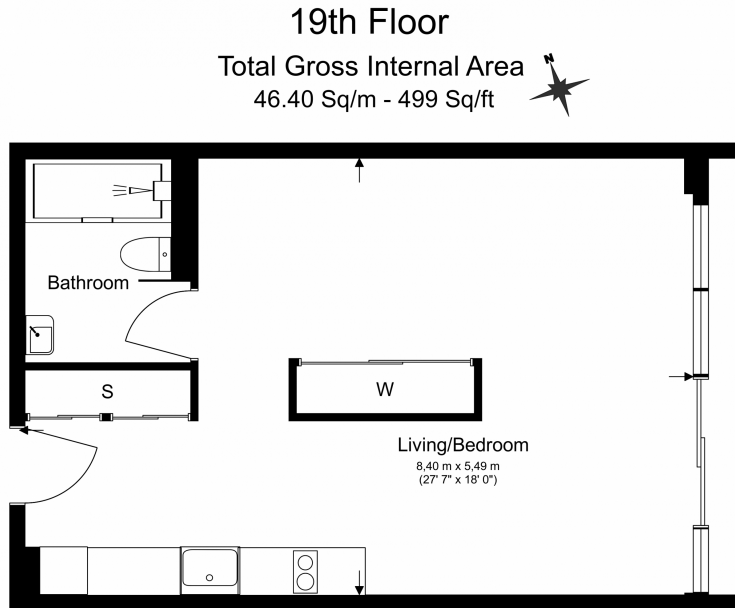 19th Floor
Total Gross Internal Area
46.40 Sq/m - 499 Sq/ft
N
Bathroom
S
W
Living/Bedroom
8,40 m x 5,49 m
(27' 7" x 18' 0")